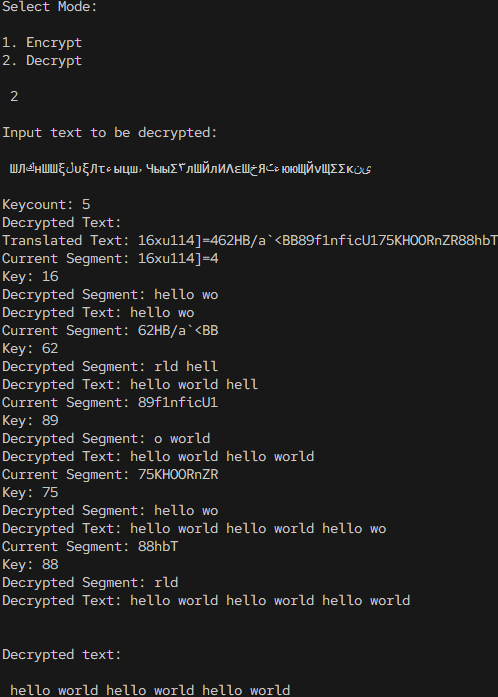 Select Mode:
1. Encrypt
2. Decrypt
2
Input text to be decrypted:
Keycount: 5
Decrypted Text:
Translated Text: 16xu114]=462HB/a`<BB89f1nficU175KHOORnZR88hbT
Current Segment: 16xu114]=4
Key: 16
Decrypted Segment: hello wo
Decrypted Text: hello wo
Current Segment: 62HB/a`<BB
Key: 62
Decrypted Segment: rld hell
Decrypted Text: hello world hell
Current Segment: 89f1nficU1
Key: 89
Decrypted Segment: o world
Decrypted Text: hello world hello world
Current Segment: 75KHOORnZR
Key: 75
Decrypted Segment: hello wo
Decrypted Text: hello world hello world hello wo
Current Segment: 88hbT
Key: 88
Decrypted Segment: rld
Decrypted Text: hello world hello world hello world
Decrypted text:
hello world hello world hello world